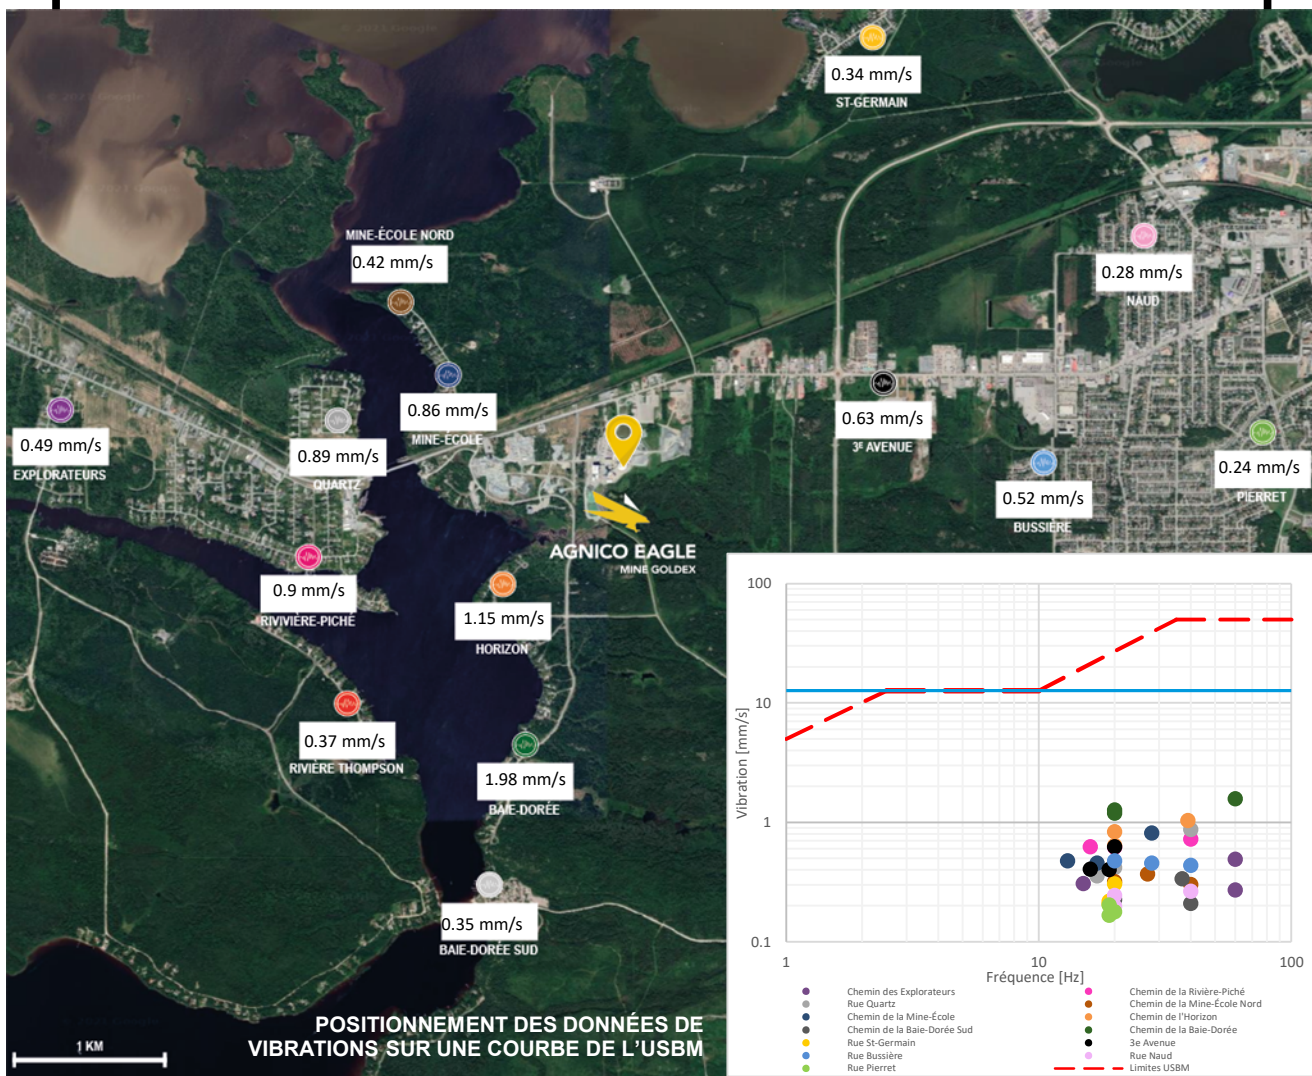 0.34 mm/s
ST-GERMAIN
MINE-ÉCOLE NORD
0.42 mm/s
0.28 mm/s
NAUD
0.86 mm/s
MINE-ÉCOLE
0.63 mm/s
3E AVENUE
0.49 mm/s
EXPLORATEURS
0.89 mm/s
QUARTZ
0.24 mm/s
PIERRET
0.52 mm/s
BUSSIÈRE
AGNICO EAGLE
MINE GOLDEX
0.9 mm/s
RIVIVIÈRE-PICHÉ
1.15 mm/s
HORIZON
0.37 mm/s
RIVIÈRE THOMPSON
1.98 mm/s
BAIE-DORÉE
0.35 mm/s
BAIE-DORÉE SUD
POSITIONNEMENT DES DONNÉES DE
VIBRATIONS SUR UNE COURBE DE L'USBM
1 KM
100
10
1
0.1
Vibration [mm/s]
1
10
100
Fréquence [Hz]
Chemin des Explorateurs
Chemin de la Rivière-Piché
Rue Quartz
Chemin de la Mine-École Nord
Chemin de la Mine-École
Chemin de l'Horizon
Chemin de la Baie-Dorée Sud
Chemin de la Baie-Dorée
Rue St-Germain
3e Avenue
Rue Bussière
Rue Naud
Rue Pierret
Limites USBM